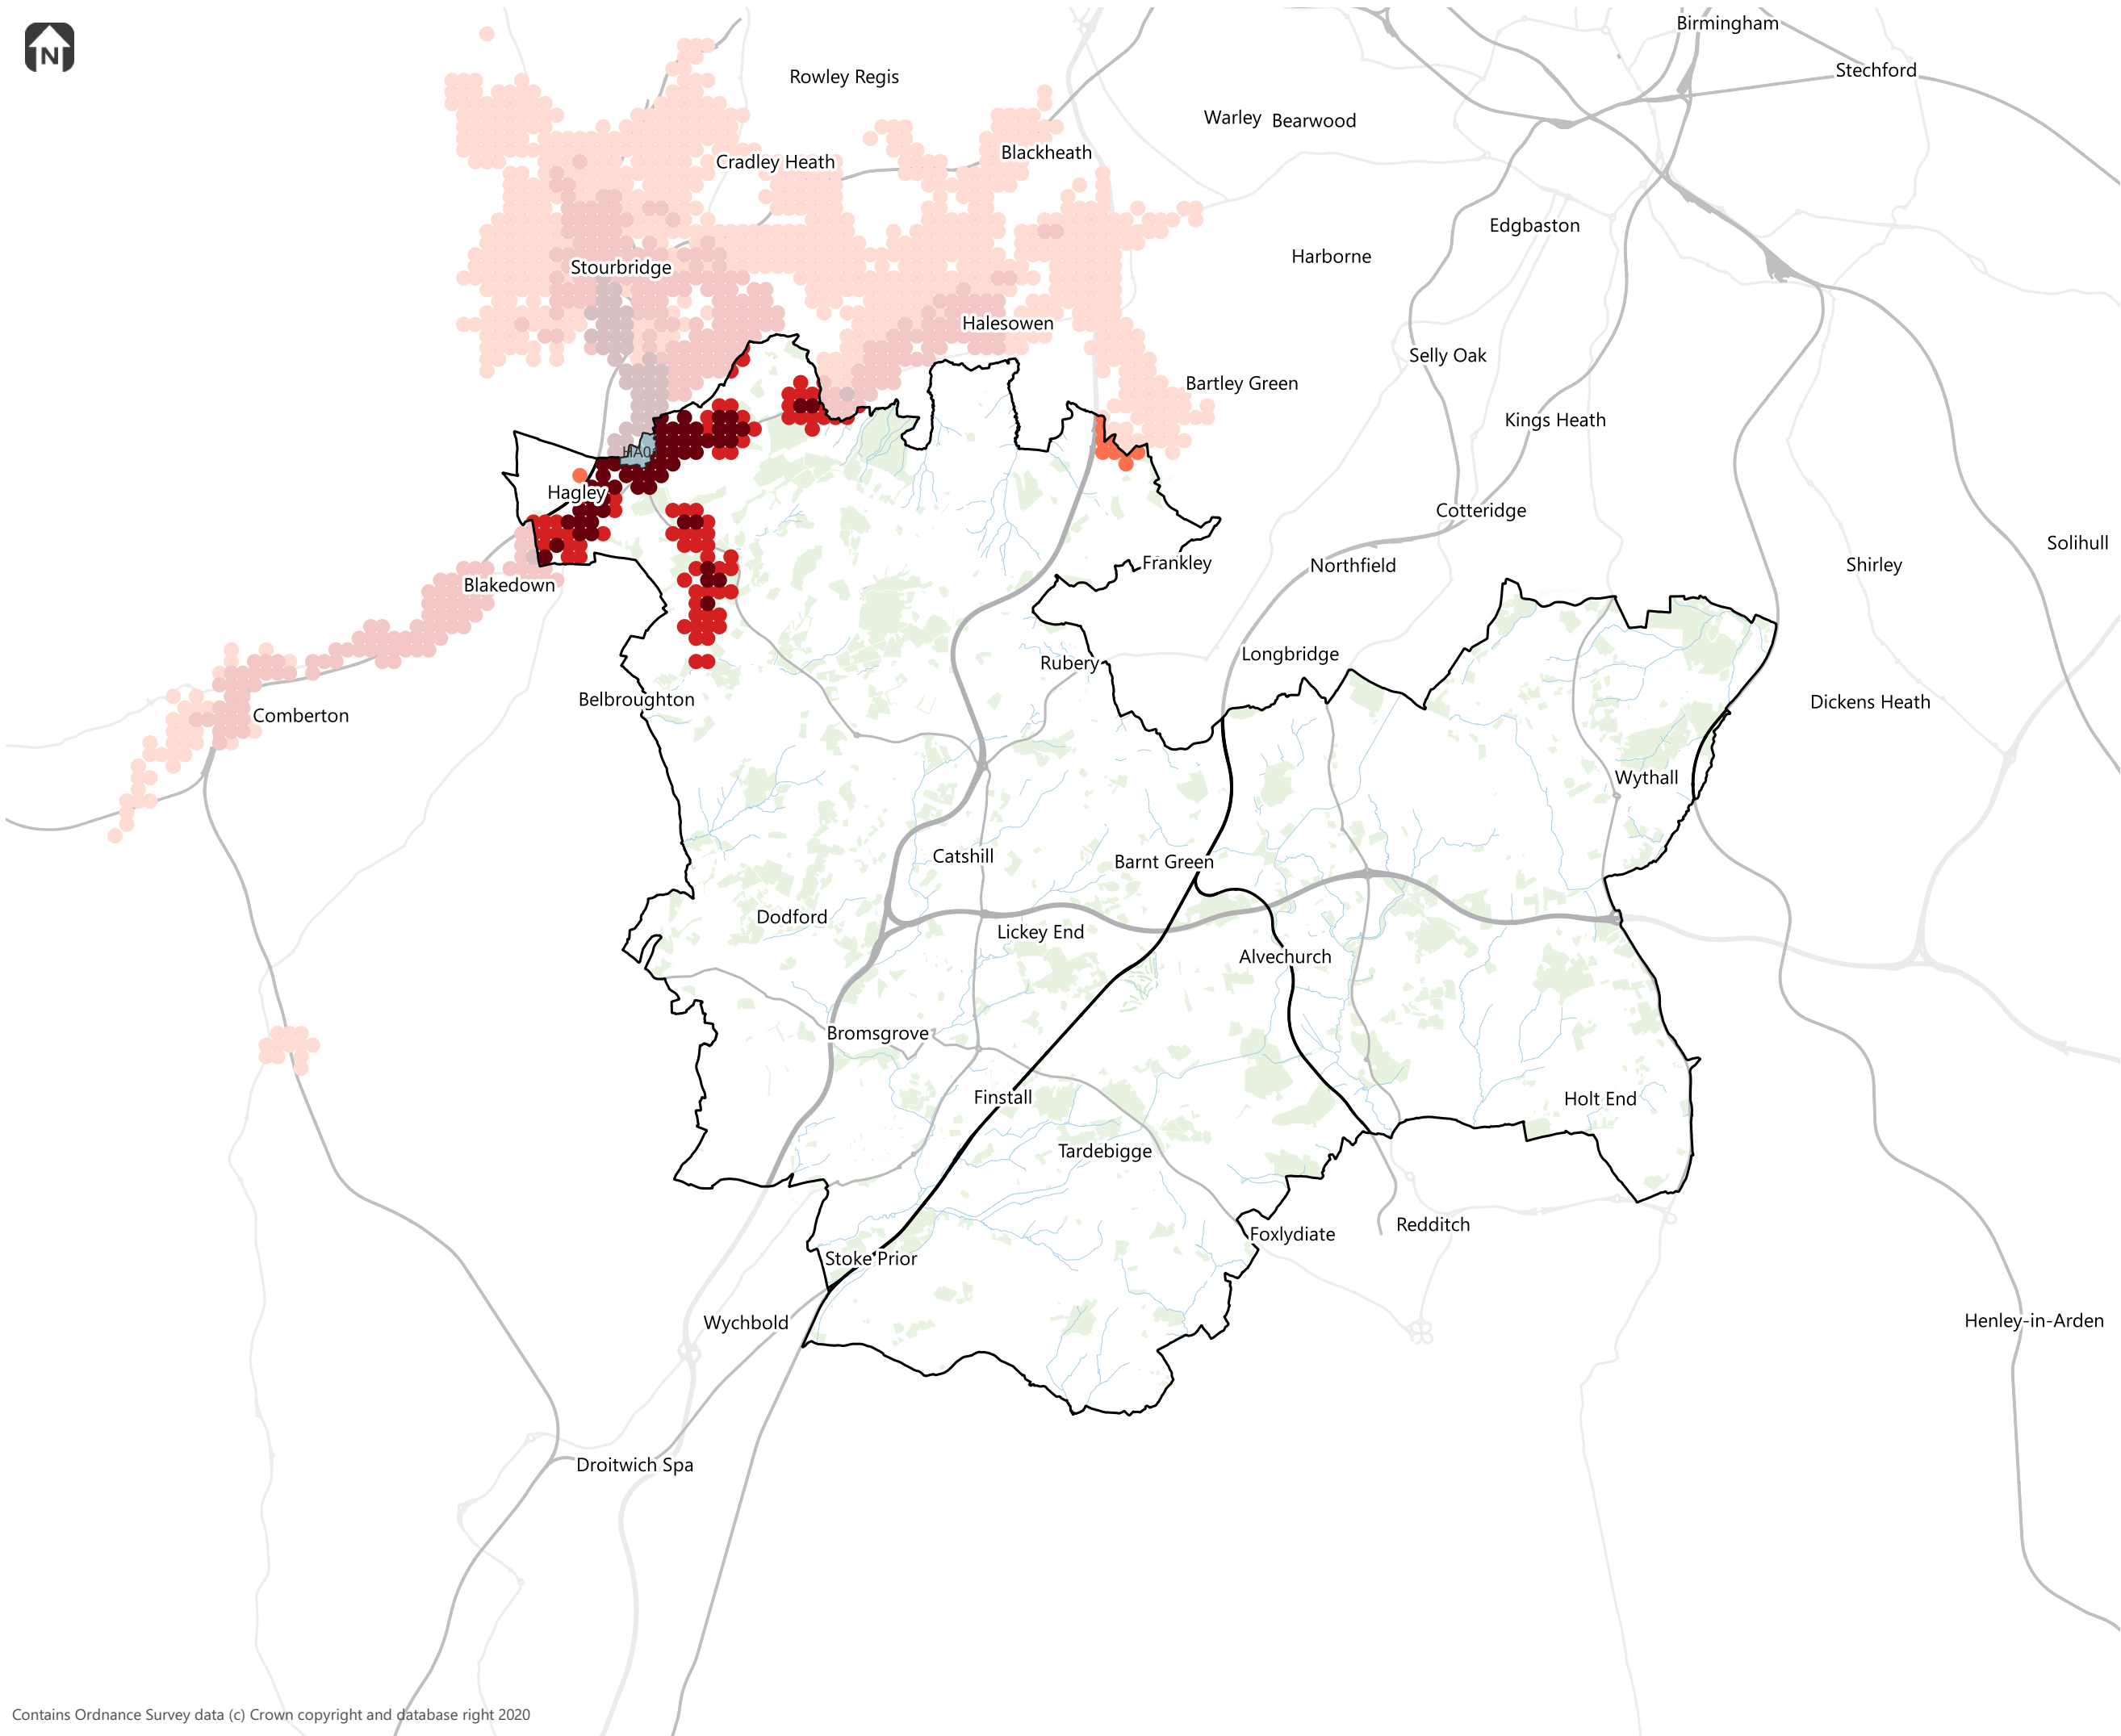 Birmingham
Stechford
Rowley Regis
Warley
Bearwood
Blackheath
Cradley Heath
Edgbaston
Harborne
Stourbridge
Halesowen
Selly Oak
Bartley Green
Kings Heath
Hagley
Cotteridge
Solihull
Frankley
Northfield
Shirley
Blakedown
Longbridge
Rubery
Belbroughton
Dickens Heath
Comberton
Wythall
Catshill
Barnt Green
Dodford
Lickey End
Alvechurch
Bromsgrove
Finstall
Holt End
Tardebigge
Redditch
Foxlydiate
Stoke Prior
Wychbold
Henley-in-Arden
Droitwich Spa
N
Contains Ordnance Survey data (c) Crown copyright and database right 2020